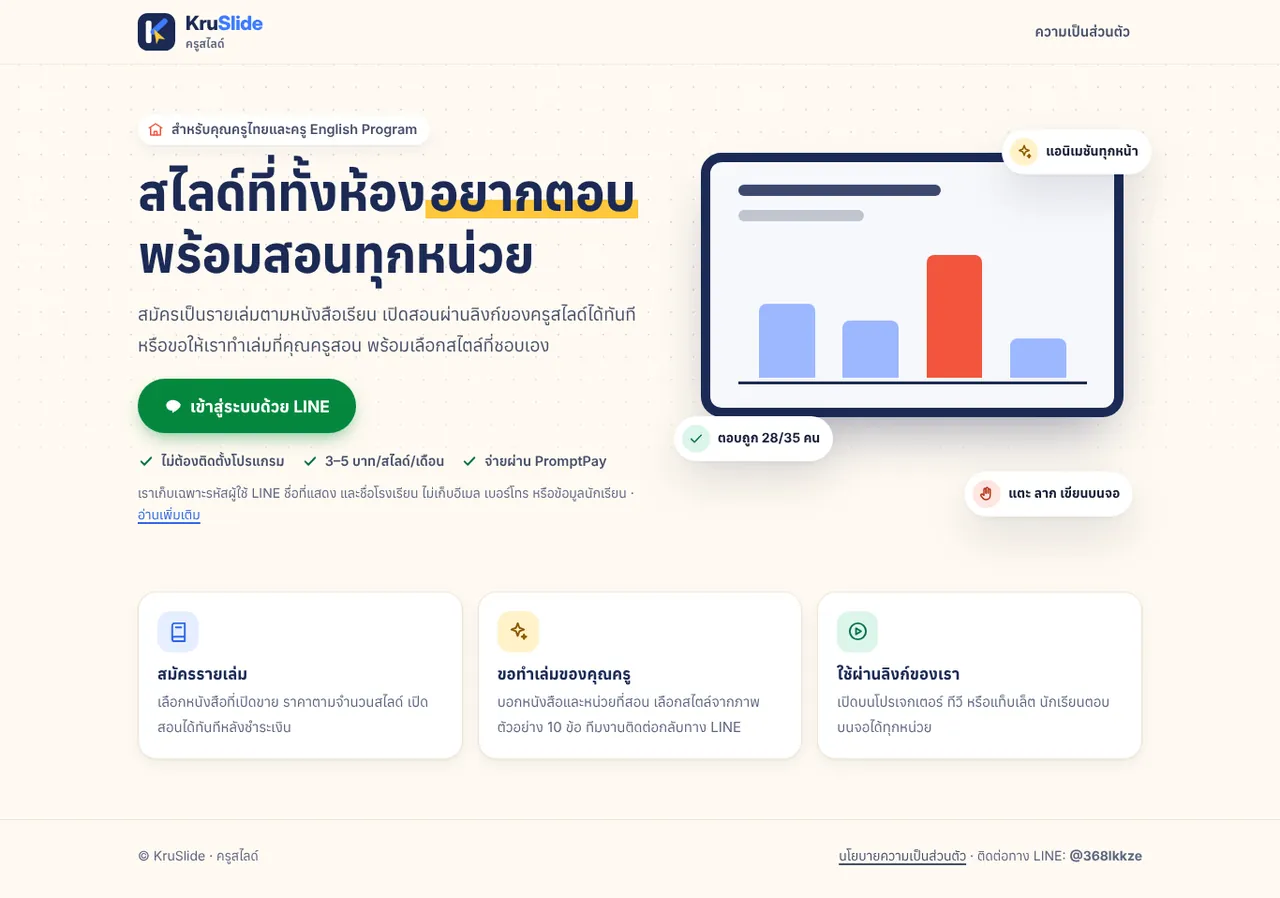 KruSlide
ครูสไลด์
ความเป็นส่วนตัว
สำหรับคุณครูไทยและครู English Program
สไลด์ที่ทั้งห้องอยากตอบ
พร้อมสอนทุกหน่วย
สมัครเป็นรายเล่มตามหนังสือเรียน เปิดสอนผ่านลิงก์ของครูสไลด์ได้ทันที
หรือขอให้เราทำเล่มที่คุณครูสอน พร้อมเลือกสไตล์ที่ชอบเอง
เข้าสู่ระบบด้วย LINE
ไม่ต้องติดตั้งโปรแกรม
3–5 บาท/สไลด์/เดือน
จ่ายผ่าน PromptPay
เราเก็บเฉพาะรหัสผู้ใช้ LINE ชื่อที่แสดง และชื่อโรงเรียน ไม่เก็บอีเมล เบอร์โทร หรือข้อมูลนักเรียน ·
อ่านเพิ่มเติม
แอนิเมชันทุกหน้า
ตอบถูก 28/35 คน
แตะ ลาก เขียนบนจอ
สมัครรายเล่ม
เลือกหนังสือที่เปิดขาย ราคาตามจำนวนสไลด์ เปิด
สอนได้ทันทีหลังชำระเงิน
ขอทำเล่มของคุณครู
บอกหนังสือและหน่วยที่สอน เลือกสไตล์จากภาพ
ตัวอย่าง 10 ข้อ ทีมงานติดต่อกลับทาง LINE
ใช้ผ่านลิงก์ของเรา
เปิดบนโปรเจกเตอร์ ทีวี หรือแท็บเล็ต นักเรียนตอบ
บนจอได้ทุกหน่วย
© KruSlide · ครูสไลด์
นโยบายความเป็นส่วนตัว · ติดต่อทาง LINE: @368lkkze